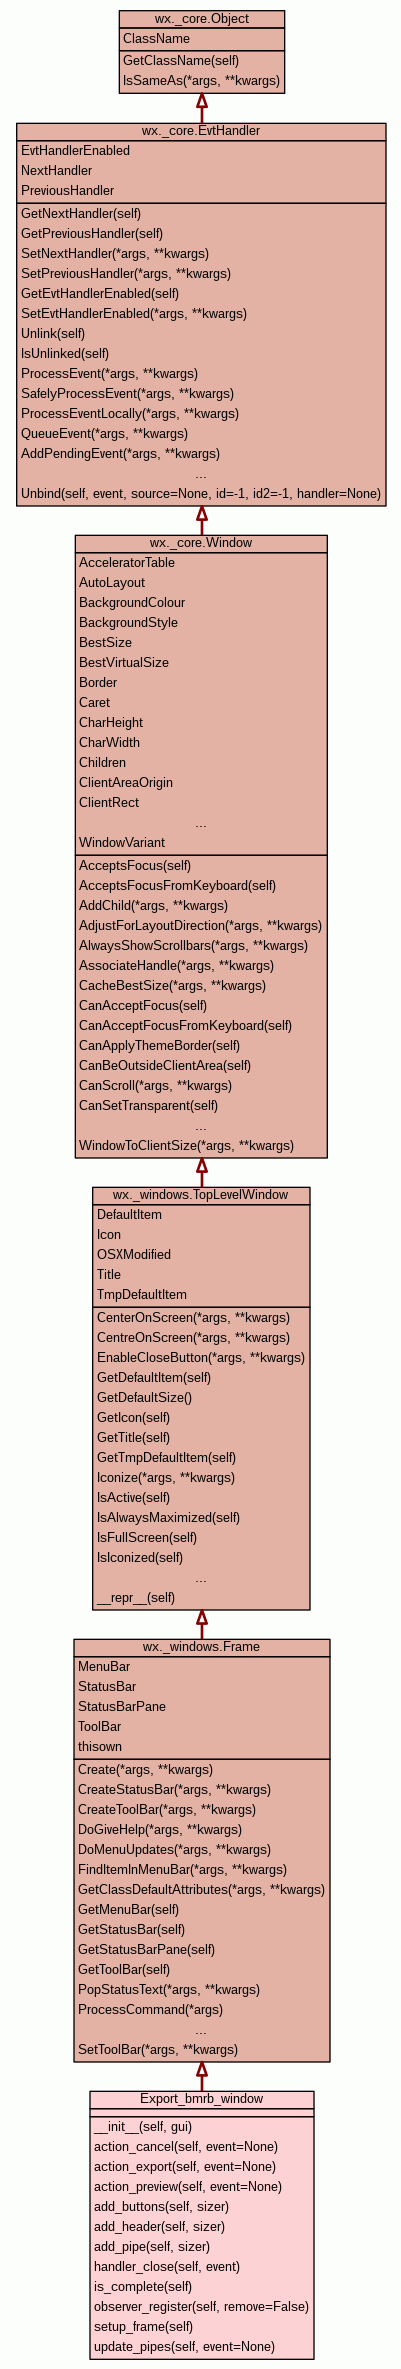 wx._core.Object
ClassName
GetClassName(self)
IsSameAs(*args, **kwargs)
wx._core.EvtHandler
EvtHandlerEnabled
NextHandler
PreviousHandler
GetNextHandler(self)
GetPreviousHandler(self)
SetNextHandler(*args, **kwargs)
SetPreviousHandler(*args, **kwargs)
GetEvtHandlerEnabled(self)
SetEvtHandlerEnabled(*args, **kwargs)
Unlink(self)
IsUnlinked(self)
ProcessEvent(*args, **kwargs)
SafelyProcessEvent(*args, **kwargs)
ProcessEventLocally(*args, **kwargs)
QueueEvent(*args, **kwargs)
AddPendingEvent(*args, **kwargs)
...
Unbind(self, event, source=None, id=-1, id2=-1, handler=None)
wx._core.Window
AcceleratorTable
AutoLayout
BackgroundColour
BackgroundStyle
BestSize
BestVirtualSize
Border
Caret
CharHeight
CharWidth
Children
ClientAreaOrigin
ClientRect
...
WindowVariant
AcceptsFocus(self)
AcceptsFocusFromKeyboard(self)
AddChild(*args, **kwargs)
AdjustForLayoutDirection(*args, **kwargs)
AlwaysShowScrollbars(*args, **kwargs)
AssociateHandle(*args, **kwargs)
CacheBestSize(*args, **kwargs)
CanAcceptFocus(self)
CanAcceptFocusFromKeyboard(self)
CanApplyThemeBorder(self)
CanBeOutsideClientArea(self)
CanScroll(*args, **kwargs)
CanSetTransparent(self)
...
WindowToClientSize(*args, **kwargs)
wx._windows.TopLevelWindow
DefaultItem
Icon
OSXModified
Title
TmpDefaultItem
CenterOnScreen(*args, **kwargs)
CentreOnScreen(*args, **kwargs)
EnableCloseButton(*args, **kwargs)
GetDefaultItem(self)
GetDefaultSize()
GetIcon(self)
GetTitle(self)
GetTmpDefaultItem(self)
Iconize(*args, **kwargs)
IsActive(self)
IsAlwaysMaximized(self)
IsFullScreen(self)
IsIconized(self)
...
__repr__(self)
wx._windows.Frame
MenuBar
StatusBar
StatusBarPane
ToolBar
thisown
Create(*args, **kwargs)
CreateStatusBar(*args, **kwargs)
CreateToolBar(*args, **kwargs)
DoGiveHelp(*args, **kwargs)
DoMenuUpdates(*args, **kwargs)
FindItemInMenuBar(*args, **kwargs)
GetClassDefaultAttributes(*args, **kwargs)
GetMenuBar(self)
GetStatusBar(self)
GetStatusBarPane(self)
GetToolBar(self)
PopStatusText(*args, **kwargs)
ProcessCommand(*args)
...
SetToolBar(*args, **kwargs)
Export_bmrb_window
__init__(self, gui)
action_cancel(self, event=None)
action_export(self, event=None)
action_preview(self, event=None)
add_buttons(self, sizer)
add_header(self, sizer)
add_pipe(self, sizer)
handler_close(self, event)
is_complete(self)
observer_register(self, remove=False)
setup_frame(self)
update_pipes(self, event=None)